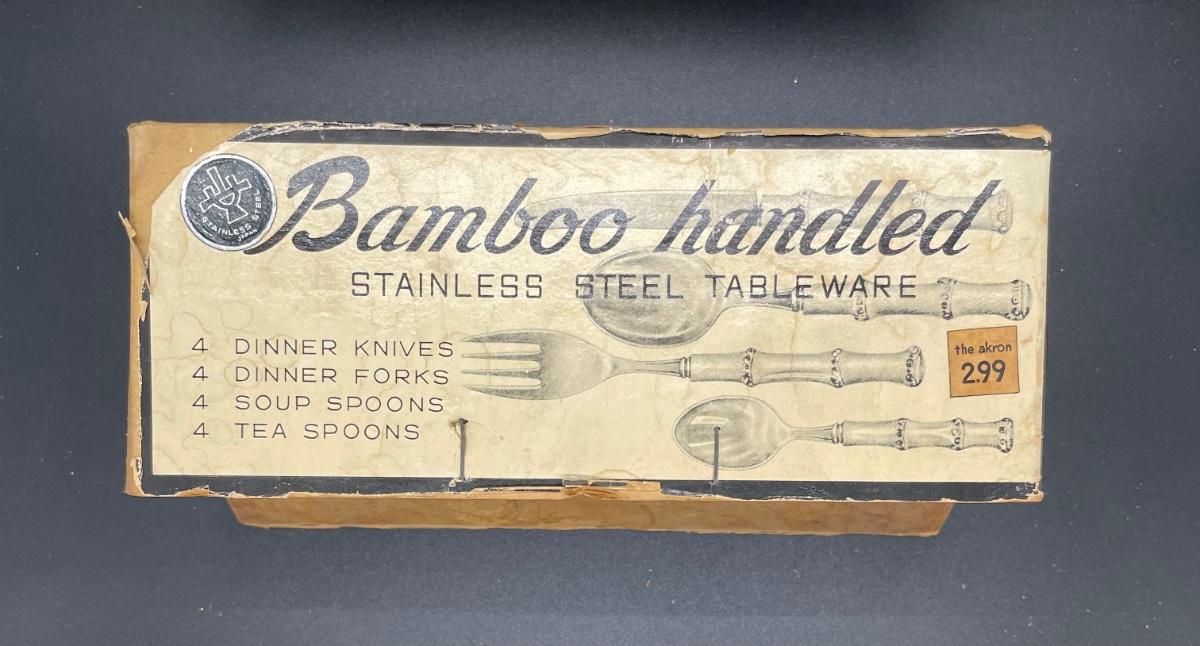 Bamboo handled
STAINLESS STEEL TABLEWARE
STAINLESS STEEL
JAPAN
4 DINNER KNIVES
4 DINNER FORKS
4 SOUP SPOONS
4 TEA SPOONS
the akron
2.99